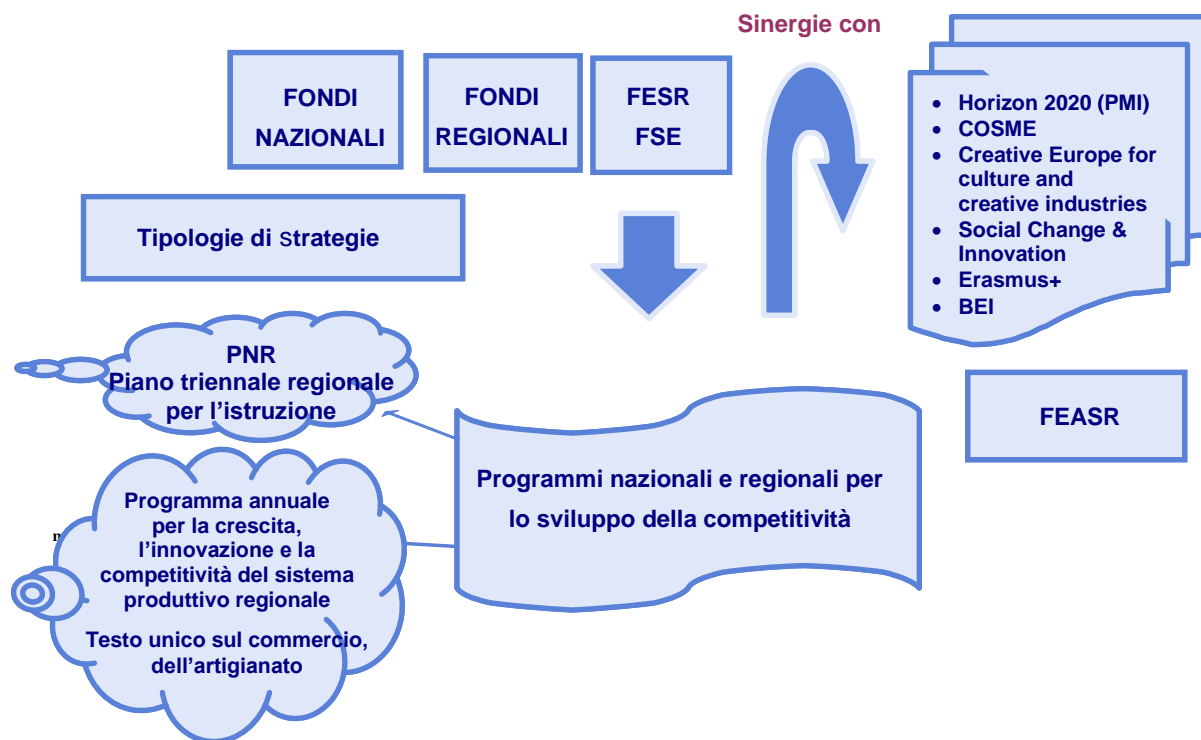 Sinergie con
FONDI
NAZIONALI
FONDI
REGIONALI
FESR
FSE
• Horizon 2020 (PMI)
• COSME
• Creative Europe for
culture and
creative industries
• Social Change &
Innovation
• Erasmus+
• BEI
Tipologie di strategie
PNR
Piano triennale regionale
per l’istruzione
FEASR
Programmi nazionali e regionali per
lo sviluppo della competitività
Programma annuale
per la crescita,
l’innovazione e la
competitività del sistema
produttivo regionale
Testo unico sul commercio,
dell’artigianato